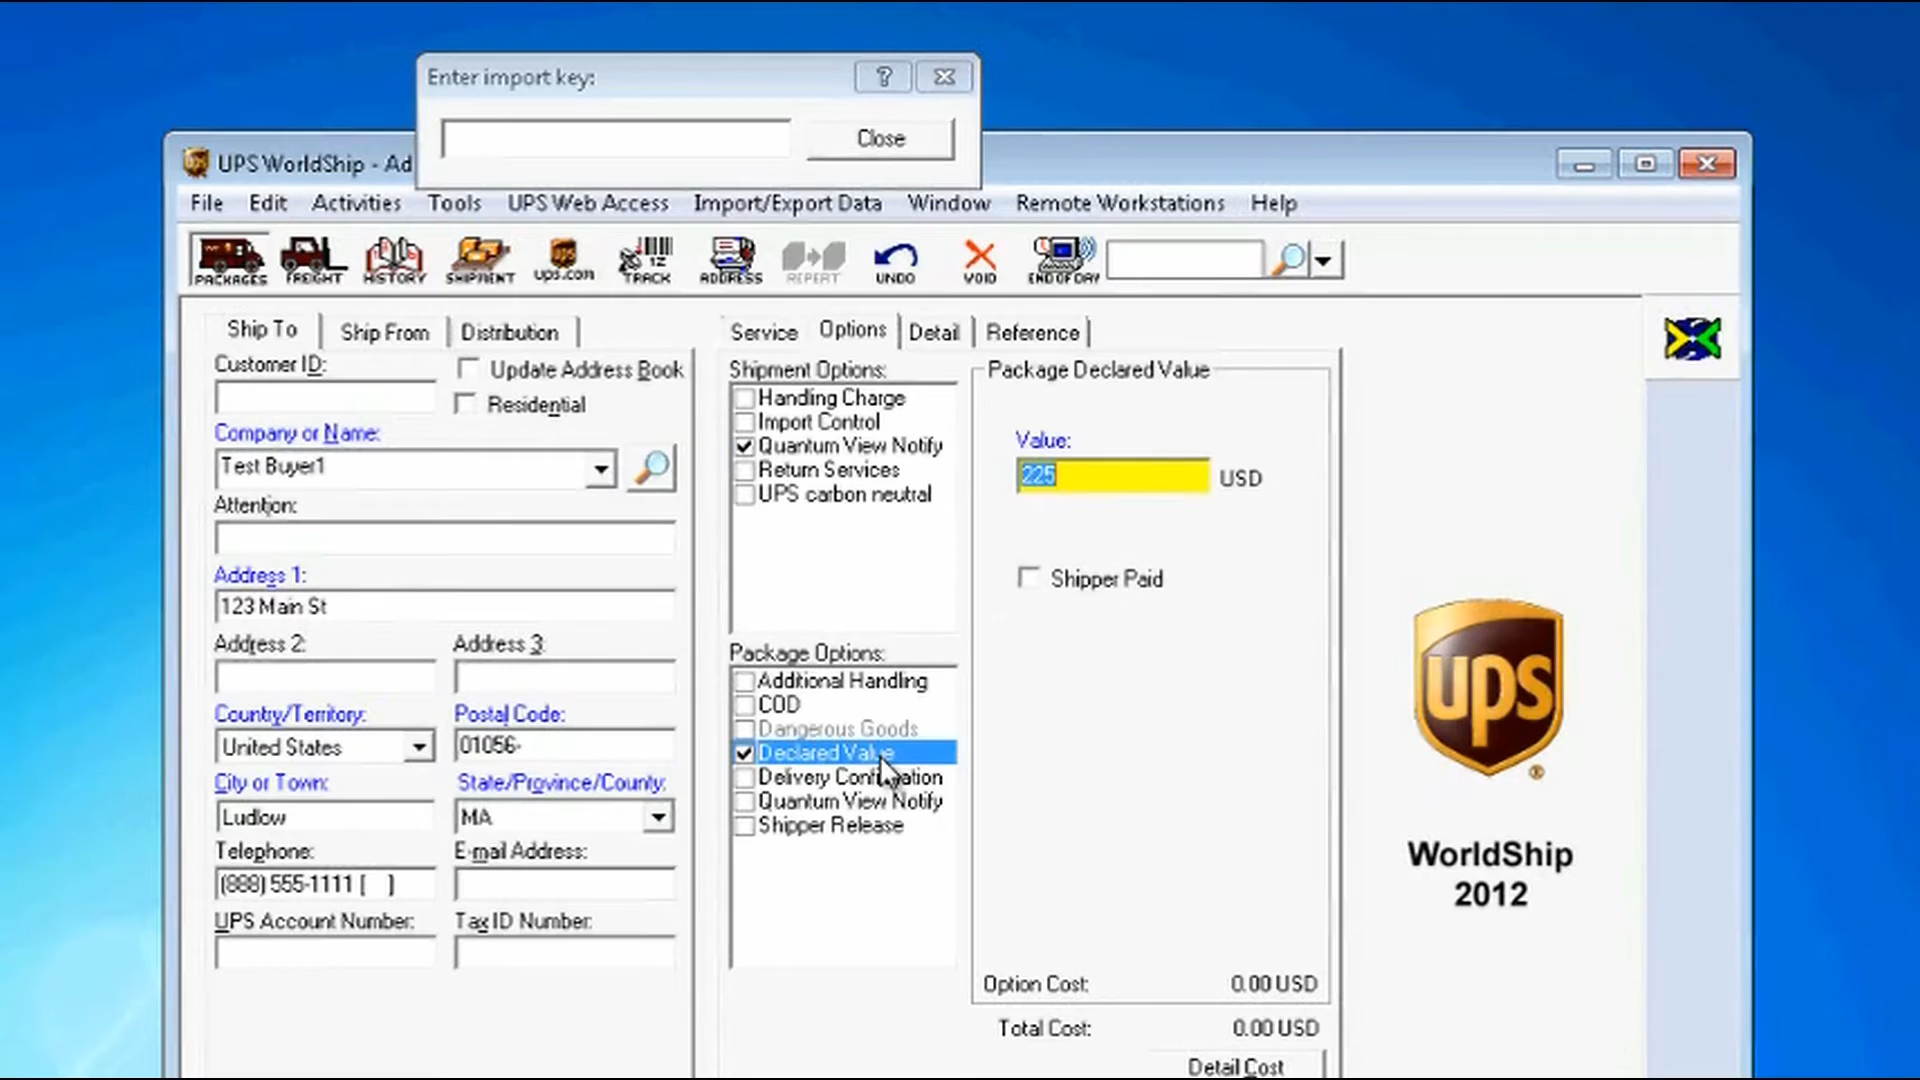 Enter import key:
?
Close
UPS WorldShip - Ad
File Edit Activities Tools UPS Web Access Import/Export Data Window Remote Workstations Help
PACKAGES FREIGHT HISTORY SHIPMENT ups.com TRACK ADDRESS REPEAT UNDO VOID END OF DAY
1Z
Ship To Ship From Distribution
Customer ID:
Update Address Book
Residential
Company or Name:
Test Buyer1
Attention:
Address 1:
123 Main St
Address 2: Address 3:
Country/Territory: Postal Code:
United States 01056-
City or Town: State/Province/County:
Ludlow MA
Telephone: E-mail Address:
(888) 555-1111 [ ]
UPS Account Number: Tax ID Number:
Service Options Detail Reference
Shipment Options:
Handling Charge
Import Control
Quantum View Notify
Return Services
UPS carbon neutral
Package Options:
Additional Handling
COD
Dangerous Goods
Declared Value
Delivery Confirmation
Quantum View Notify
Shipper Release
Package Declared Value
Value:
225 USD
Shipper Paid
Option Cost: 0.00 USD
Total Cost: 0.00 USD
Detail Cost
ups
WorldShip
2012